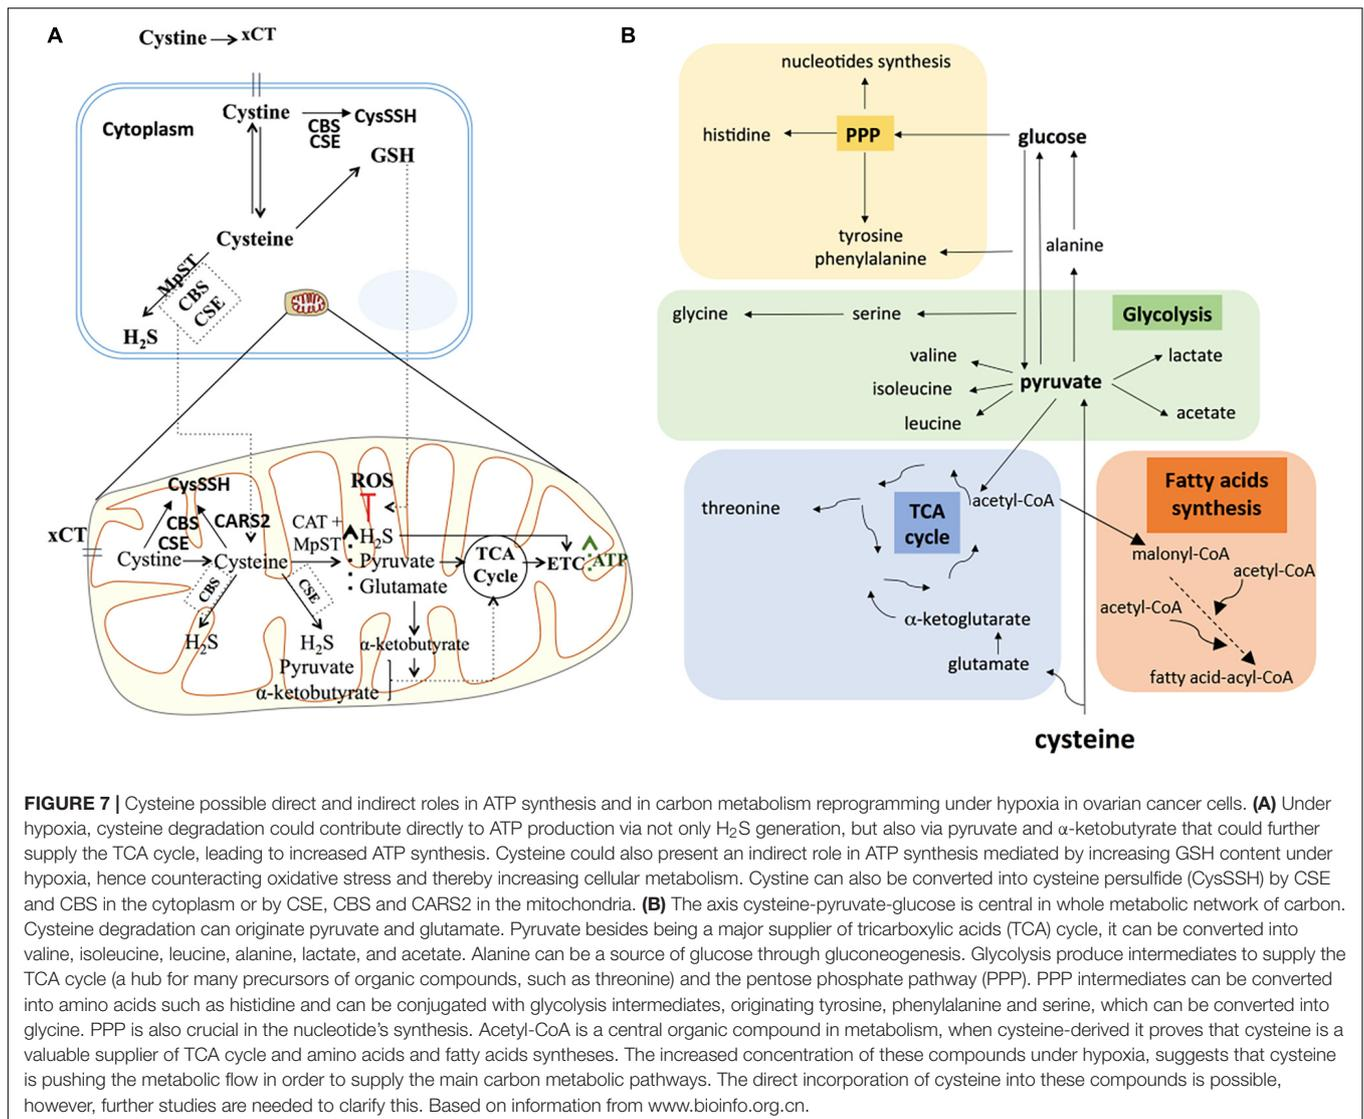 A
Cystine → xCT
Cytoplasm
Cystine
CBS
CSE
CysSSH
GSH
Cysteine
MpST
CBS
CSE
H₂S
xCT
CysSSH
CBS
CSE
CARS2
Cystine
Cysteine
CBS
H₂S
CSE
H₂S
Pyruvate
α-ketobutyrate
CAT +
MpST
ROS
H₂S
Pyruvate
Glutamate
α-ketobutyrate
TCA
Cycle
ETC
ATP
B
nucleotides synthesis
histidine
PPP
glucose
tyrosine
phenylalanine
alanine
glycine
serine
Glycolysis
valine
isoleucine
leucine
pyruvate
lactate
acetate
threonine
TCA
cycle
acetyl-CoA
α-ketoglutarate
glutamate
Fatty acids
synthesis
malonyl-CoA
acetyl-CoA
acetyl-CoA
fatty acid-acyl-CoA
cysteine
FIGURE 7 | Cysteine possible direct and indirect roles in ATP synthesis and in carbon metabolism reprogramming under hypoxia in ovarian cancer cells. (A) Under
hypoxia, cysteine degradation could contribute directly to ATP production via not only H₂S generation, but also via pyruvate and α-ketobutyrate that could further
supply the TCA cycle, leading to increased ATP synthesis. Cysteine could also present an indirect role in ATP synthesis mediated by increasing GSH content under
hypoxia, hence counteracting oxidative stress and thereby increasing cellular metabolism. Cystine can also be converted into cysteine persulfide (CysSSH) by CSE
and CBS in the cytoplasm or by CSE, CBS and CARS2 in the mitochondria. (B) The axis cysteine-pyruvate-glucose is central in whole metabolic network of carbon.
Cysteine degradation can originate pyruvate and glutamate. Pyruvate besides being a major supplier of tricarboxylic acids (TCA) cycle, it can be converted into
valine, isoleucine, leucine, alanine, lactate, and acetate. Alanine can be a source of glucose through gluconeogenesis. Glycolysis produce intermediates to supply the
TCA cycle (a hub for many precursors of organic compounds, such as threonine) and the pentose phosphate pathway (PPP). PPP intermediates can be converted
into amino acids such as histidine and can be conjugated with glycolysis intermediates, originating tyrosine, phenylalanine and serine, which can be converted into
glycine. PPP is also crucial in the nucleotide's synthesis. Acetyl-CoA is a central organic compound in metabolism, when cysteine-derived it proves that cysteine is a
valuable supplier of TCA cycle and amino acids and fatty acids syntheses. The increased concentration of these compounds under hypoxia, suggests that cysteine
is pushing the metabolic flow in order to supply the main carbon metabolic pathways. The direct incorporation of cysteine into these compounds is possible,
however, further studies are needed to clarify this. Based on information from www.bioinfo.org.cn.